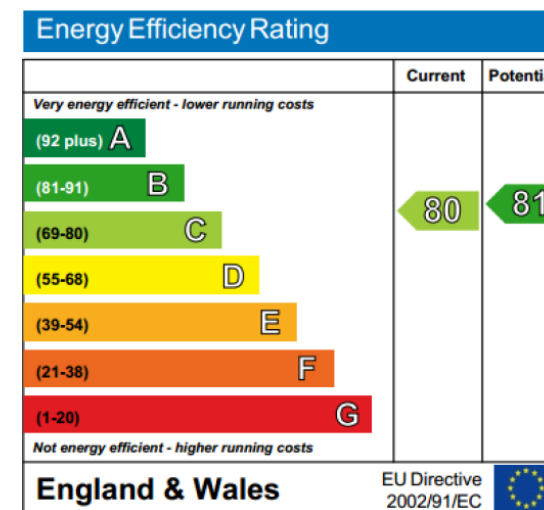 Energy Efficiency Rating
Current Potenti
Very energy efficient - lower running costs
(92 plus) A
(81-91) B
(69-80) C
80 81
(55-68) D
(39-54) E
(21-38) F
(1-20) G
Not energy efficient - higher running costs
England & Wales
EU Directive
2002/91/EC